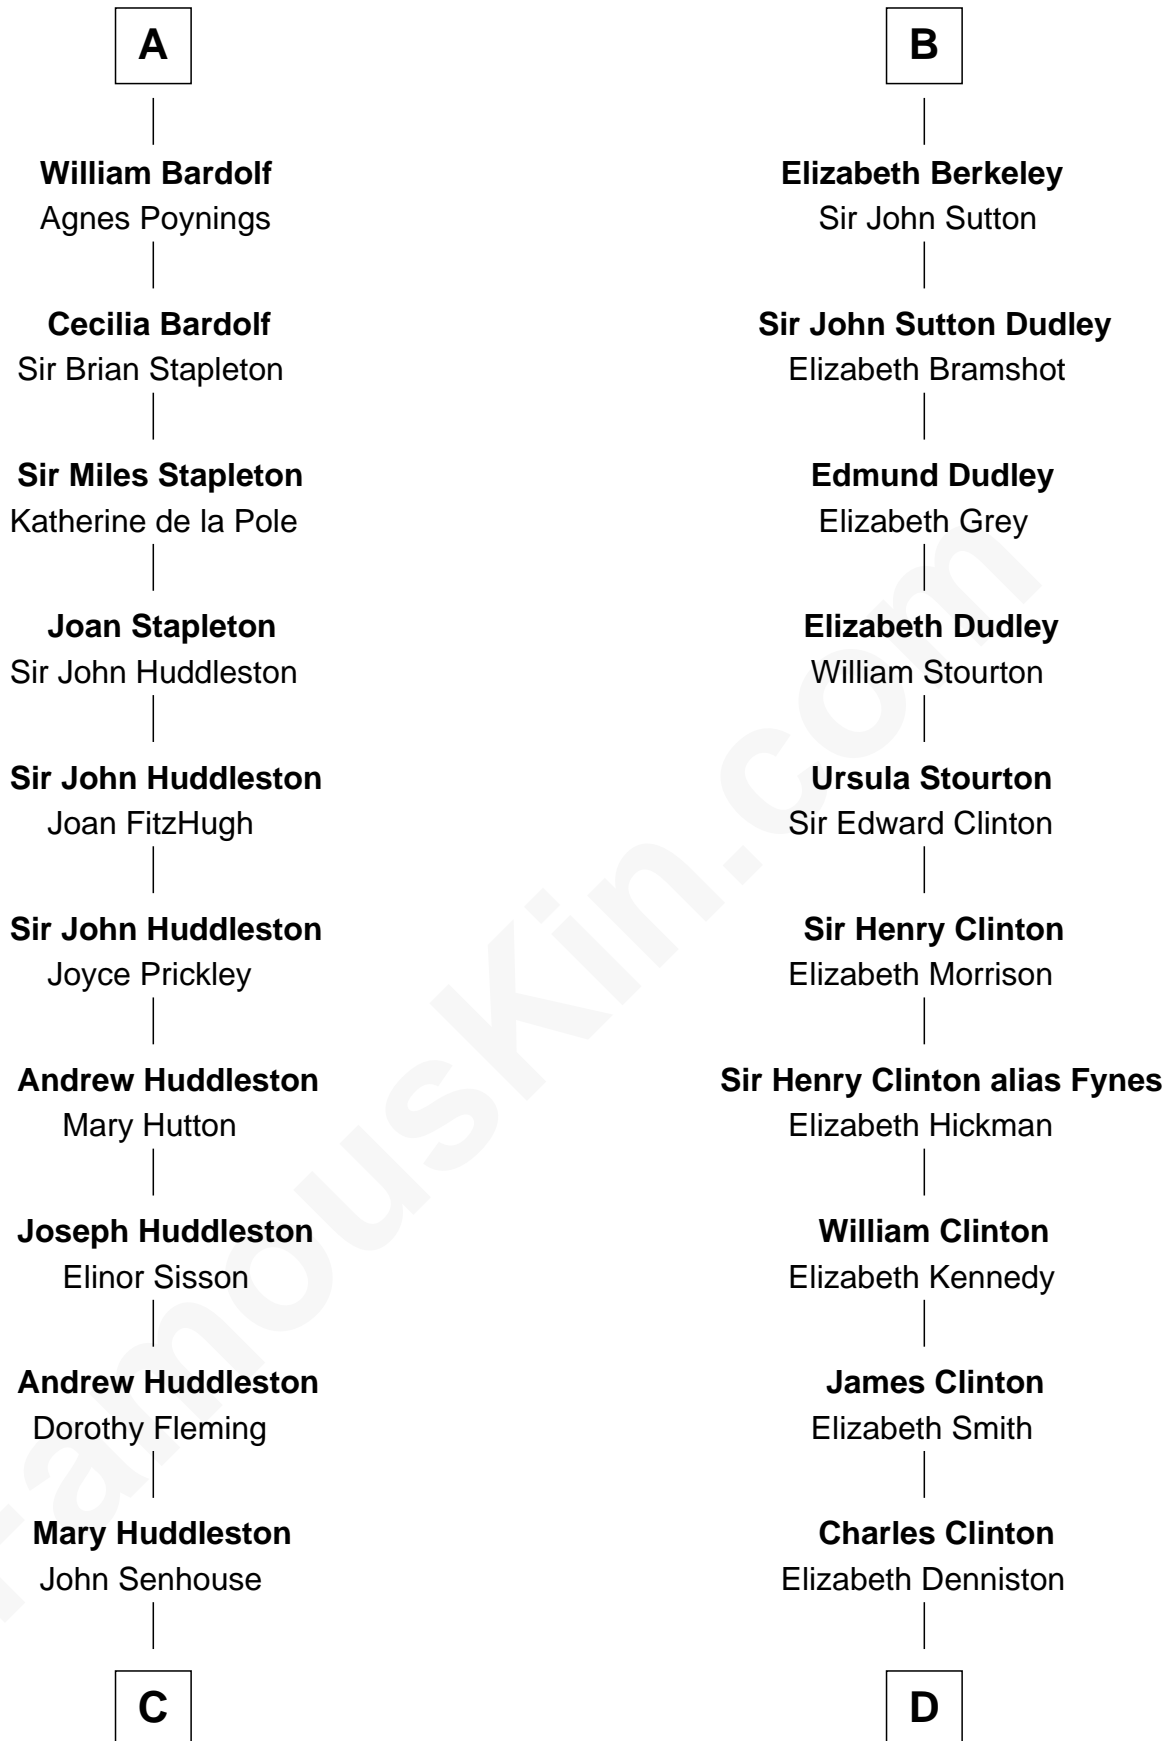 A
William Bardolf
Agnes Poynings
Cecilia Bardolf
Sir Brian Stapleton
Sir Miles Stapleton
Katherine de la Pole
Joan Stapleton
Sir John Huddleston
Sir John Huddleston
Joan FitzHugh
Sir John Huddleston
Joyce Prickley
Andrew Huddleston
Mary Hutton
Joseph Huddleston
Elinor Sisson
Andrew Huddleston
Dorothy Fleming
Mary Huddleston
John Senhouse
C
B
Elizabeth Berkeley
Sir John Sutton
Sir John Sutton Dudley
Elizabeth Bramshot
Edmund Dudley
Elizabeth Grey
Elizabeth Dudley
William Stourton
Ursula Stourton
Sir Edward Clinton
Sir Henry Clinton
Elizabeth Morrison
Sir Henry Clinton alias Fynes
Elizabeth Hickman
William Clinton
Elizabeth Kennedy
James Clinton
Elizabeth Smith
Charles Clinton
Elizabeth Denniston
D
FamousKin.com